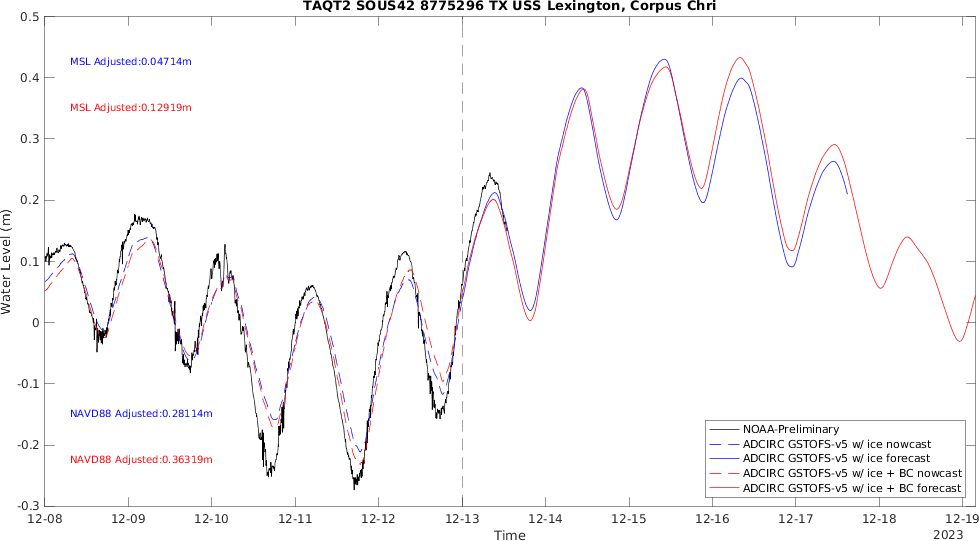 TAQT2 SOUS42 8775296 TX USS Lexington, Corpus Chri
0.5
0.4
0.3
0.2
0.1
0
-0.1
-0.2
-0.3
Water Level (m)
MSL Adjusted:0.04714m
MSL Adjusted:0.12919m
NAVD88 Adjusted:0.28114m
NAVD88 Adjusted:0.36319m
NOAA-Preliminary
ADCIRC GSTOFS-v5 w/ ice nowcast
ADCIRC GSTOFS-v5 w/ ice forecast
ADCIRC GSTOFS-v5 w/ ice + BC nowcast
ADCIRC GSTOFS-v5 w/ ice + BC forecast
12-08 12-09 12-10 12-11 12-12 12-13 12-14 12-15 12-16 12-17 12-18 12-19
Time
2023